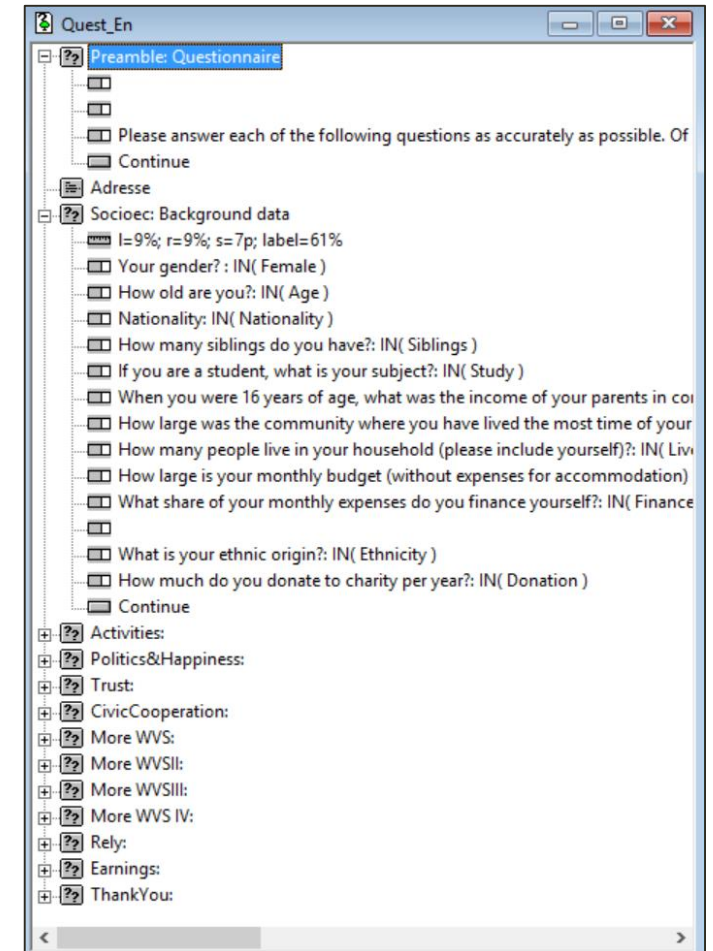 Quest_En
Preamble: Questionnaire
Please answer each of the following questions as accurately as possible. Of
Continue
Adresse
Socioec: Background data
l=9%; r=9%; s=7p; label=61%
Your gender? : IN( Female )
How old are you?: IN( Age )
Nationality: IN( Nationality )
How many siblings do you have?: IN( Siblings )
If you are a student, what is your subject?: IN( Study )
When you were 16 years of age, what was the income of your parents in co
How large was the community where you have lived the most time of your
How many people live in your household (please include yourself)?: IN( Liv
How large is your monthly budget (without expenses for accommodation)
What share of your monthly expenses do you finance yourself?: IN( Finance
What is your ethnic origin?: IN( Ethnicity )
How much do you donate to charity per year?: IN( Donation )
Continue
Activities:
Politics&Happiness:
Trust:
CivicCooperation:
More WVS:
More WVSII:
More WVSIII:
More WVS IV:
Rely:
Earnings:
ThankYou: